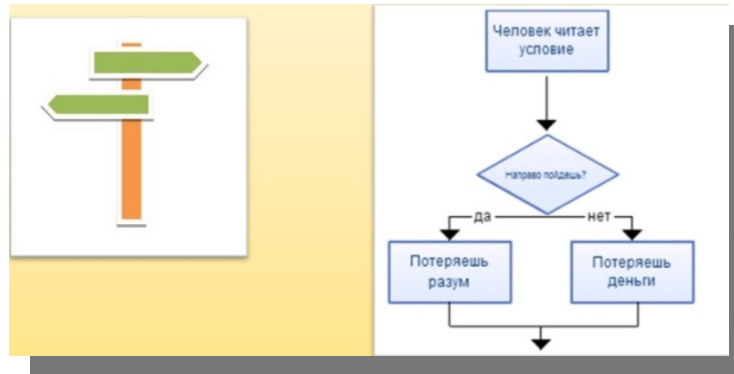 Человек читает
условие
Направо пойдешь?
да
нет
Потеряешь
разум
Потеряешь
деньги